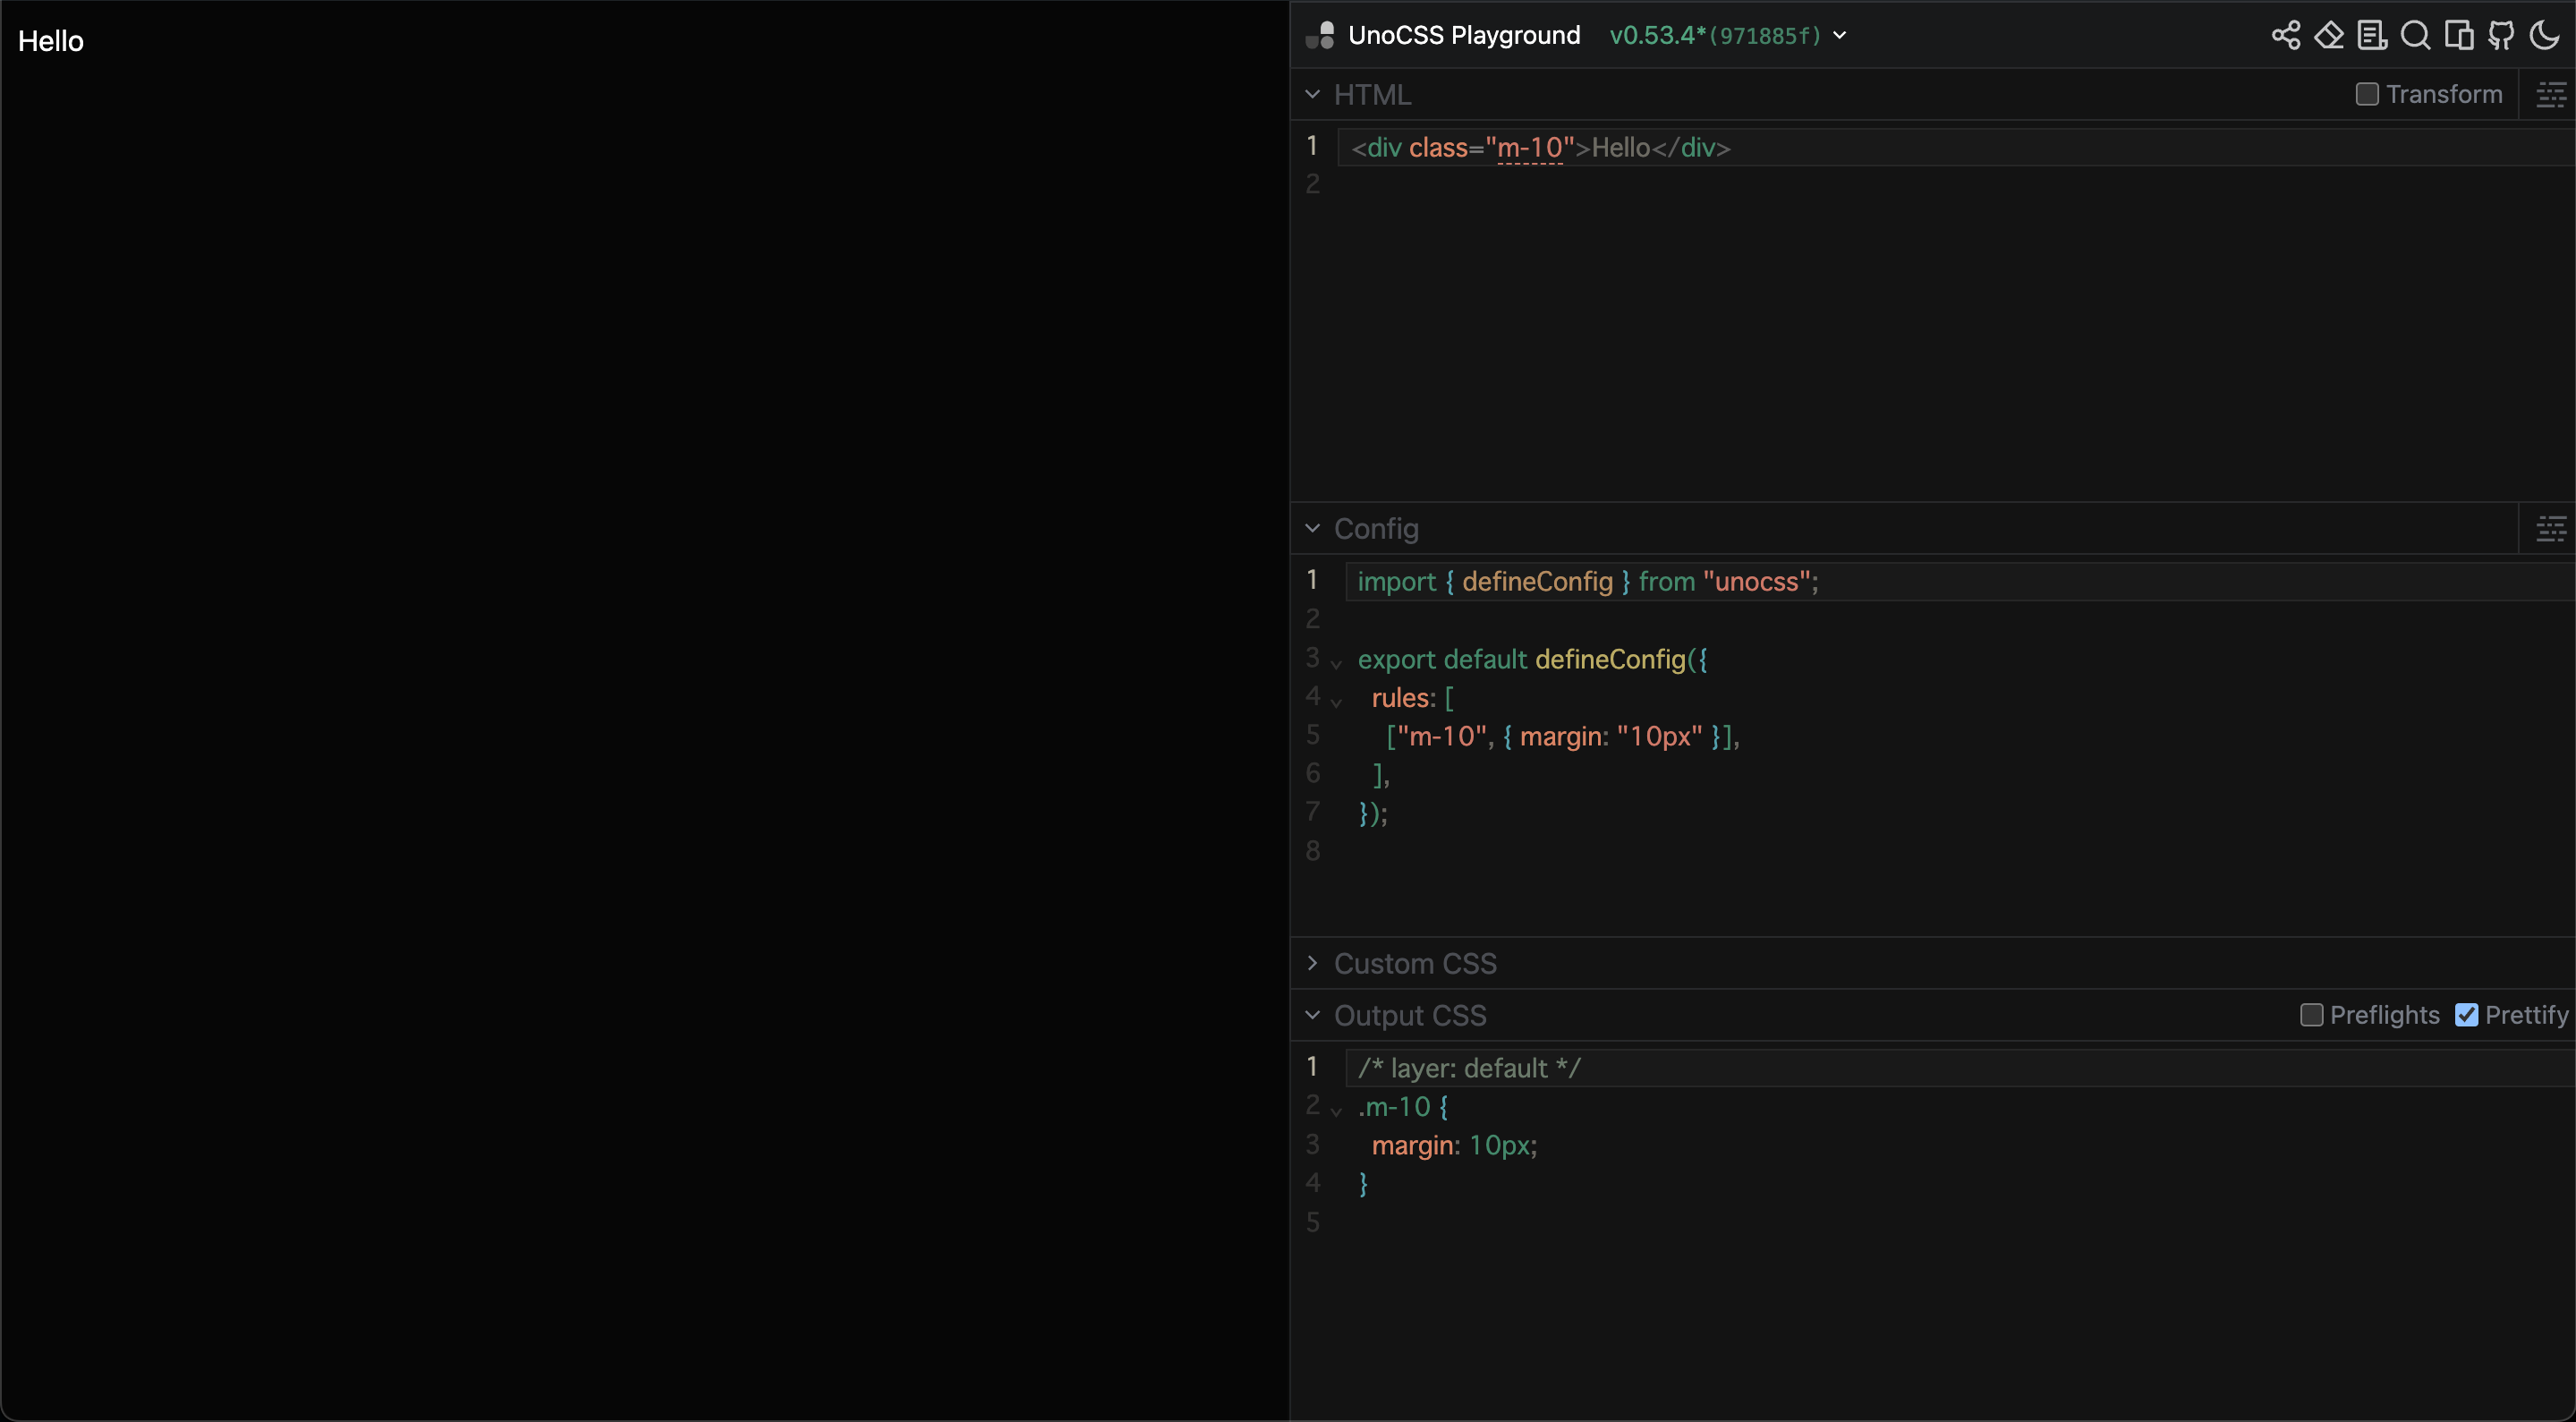 Hello
UnoCSS Playground v0.53.4*(971885f)
HTML Transform
1 <div class="m-10">Hello</div>
2
Config
1 import { defineConfig } from "unocss";
2
3 export default defineConfig({
4   rules: [
5     ["m-10", { margin: "10px" }],
6   ],
7 });
8
Custom CSS
Output CSS Preflights Prettify
1 /* layer: default */
2 .m-10 {
3   margin: 10px;
4 }
5